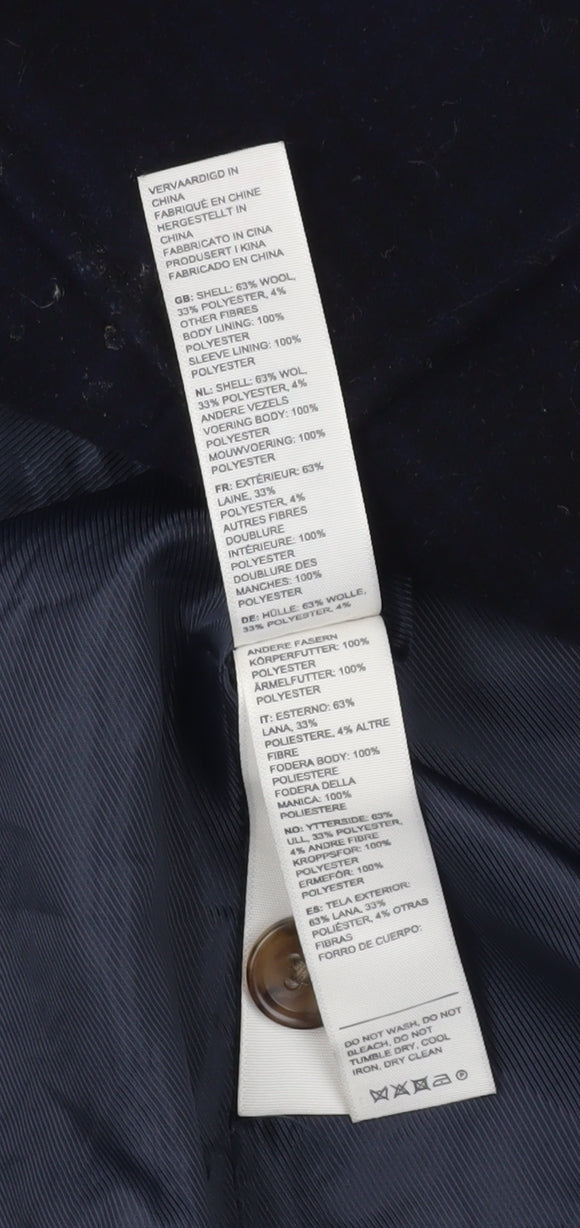 VERVAARDIGD IN
CHINA
FABRIQUÉ EN CHINE
HERGESTELLT IN
CHINA
FABBRICATO IN CINA
PRODUSERT I KINA
FABRICADO EN CHINA
GB: SHELL: 63% WOOL,
33% POLYESTER, 4%
OTHER FIBRES
BODY LINING: 100%
POLYESTER
SLEEVE LINING: 100%
POLYESTER
NL: SHELL: 63% WOL,
33% POLYESTER, 4%
ANDERE VEZELS
VOERING BODY: 100%
POLYESTER
MOUWVOERING: 100%
POLYESTER
FR: EXTÉRIEUR: 63%
LAINE, 33%
POLYESTER, 4%
AUTRES FIBRES
DOUBLURE
INTÉRIEURE: 100%
POLYESTER
DOUBLURE DES
MANCHES: 100%
POLYESTER
DE: HÜLLE: 63% WOLLE,
33% POLYESTER, 4%
ANDERE FASERN
KÖRPERFUTTER: 100%
POLYESTER
ÄRMELFUTTER: 100%
POLYESTER
IT: ESTERNO: 63%
LANA, 33%
POLIESTERE, 4% ALTRE
FIBRE
FODERA BODY: 100%
POLIESTERE
FODERA DELLA
MANICA: 100%
POLIESTERE
NO: YTTERSIDE: 63%
ULL, 33% POLYESTER,
4% ANDRE FIBRE
KROPPSFOR: 100%
POLYESTER
ERMEFÔR: 100%
POLYESTER
ES: TELA EXTERIOR:
63% LANA, 33%
POLIÉSTER, 4% OTRAS
FIBRAS
FORRO DE CUERPO:
DO NOT WASH, DO NOT
BLEACH, DO NOT
TUMBLE DRY, COOL
IRON, DRY CLEAN